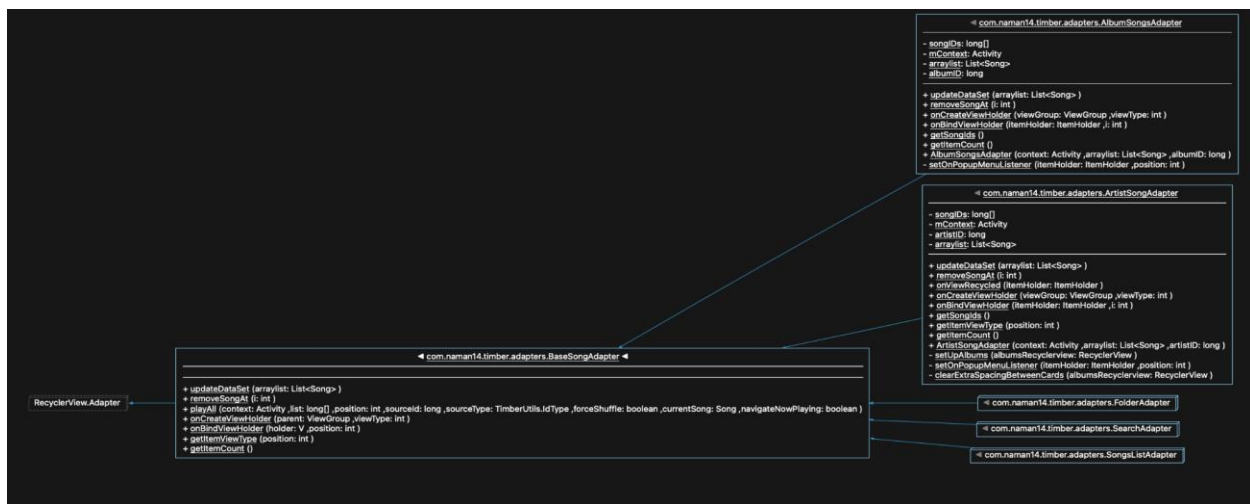 ◄ com.naman14.timber.adapters.AlbumSongsAdapter
- songIDs: long[]
- mContext: Activity
- arraylist: List<Song>
- albumID: long
+ updateDataSet (arraylist: List<Song> )
+ removeSongAt (i: int )
+ onCreateViewHolder (viewGroup: ViewGroup ,viewType: int )
+ onBindViewHolder (itemHolder: ItemHolder ,i: int )
+ getSongIds ()
+ getItemCount ()
+ AlbumSongsAdapter (context: Activity ,arraylist: List<Song> ,albumID: long )
- setOnPopupMenuListener (itemHolder: ItemHolder ,position: int )
◄ com.naman14.timber.adapters.ArtistSongAdapter
- songIDs: long[]
- mContext: Activity
- artistID: long
- arraylist: List<Song>
+ updateDataSet (arraylist: List<Song> )
+ removeSongAt (i: int )
+ onViewRecycled (itemHolder: ItemHolder )
+ onCreateViewHolder (viewGroup: ViewGroup ,viewType: int )
+ onBindViewHolder (itemHolder: ItemHolder ,i: int )
+ getSongIds ()
+ getItemViewType (position: int )
+ getItemCount ()
+ ArtistSongAdapter (context: Activity ,arraylist: List<Song> ,artistID: long )
- setUpAlbums (albumsRecyclerview: RecyclerView )
- setOnPopupMenuListener (itemHolder: ItemHolder ,position: int )
- clearExtraSpacingBetweenCards (albumsRecyclerview: RecyclerView )
◄ com.naman14.timber.adapters.BaseSongAdapter ◄
+ updateDataSet (arraylist: List<Song> )
+ removeSongAt (i: int )
+ playAll (context: Activity ,list: long[] ,position: int ,sourceId: long ,sourceType: TimberUtils.IdType ,forceShuffle: boolean ,currentSong: Song ,navigateNowPlaying: boolean )
+ onCreateViewHolder (parent: ViewGroup ,viewType: int )
+ onBindViewHolder (holder: V ,position: int )
+ getItemViewType (position: int )
+ getItemCount ()
RecyclerView.Adapter
◄ com.naman14.timber.adapters.FolderAdapter
◄ com.naman14.timber.adapters.SearchAdapter
◄ com.naman14.timber.adapters.SongsListAdapter